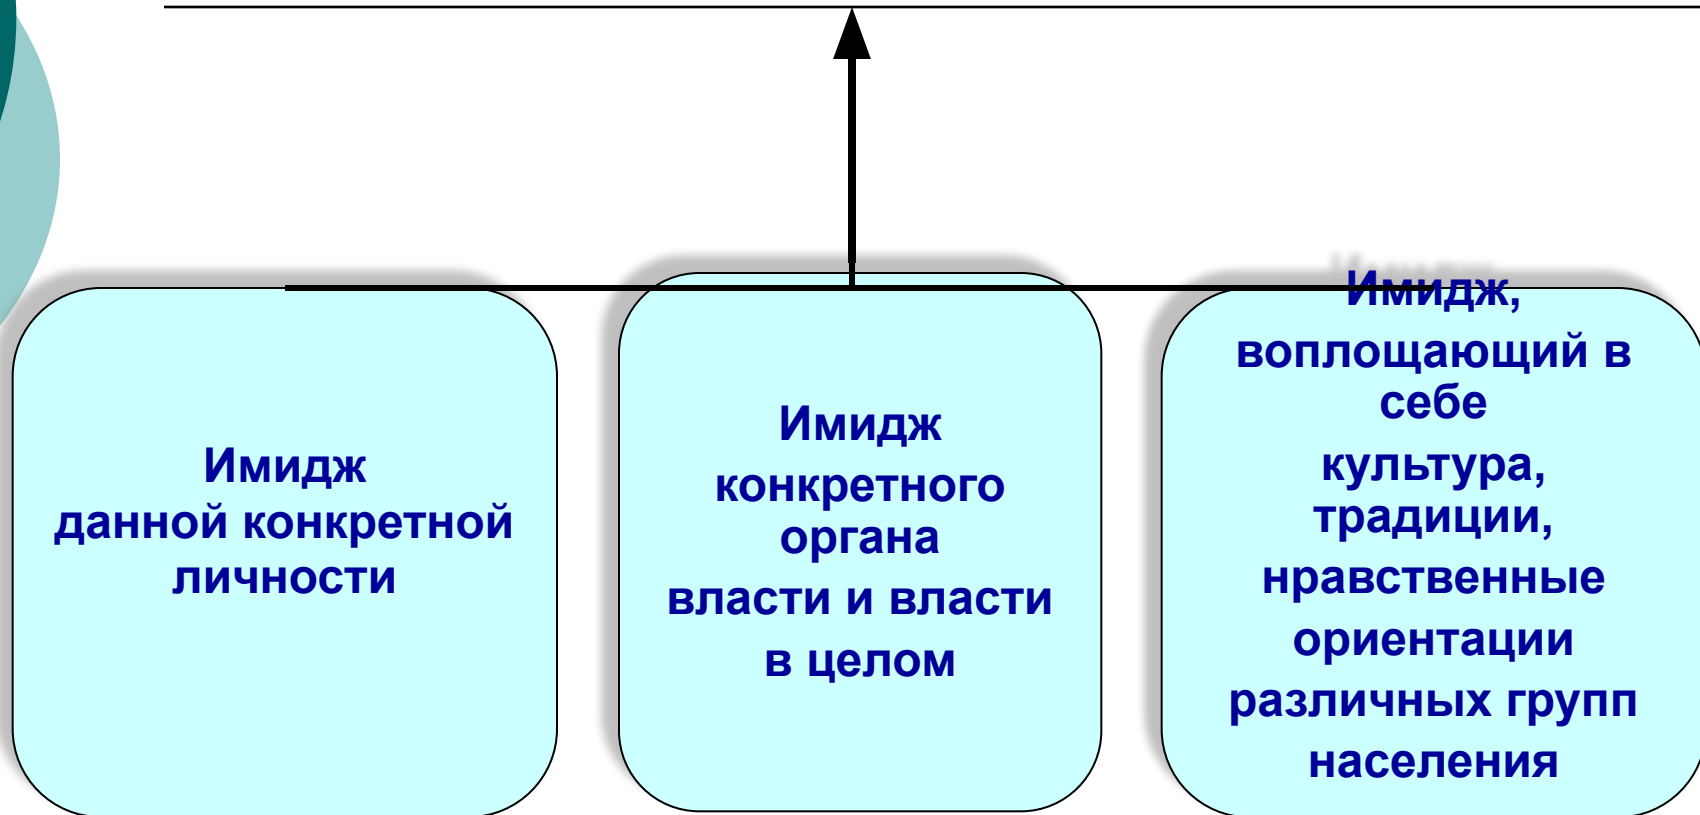 Имидж
данной конкретной
личности
Имидж
конкретного
органа
власти и власти
в целом
Имидж,
воплощающий в
себе
культура,
традиции,
нравственные
ориентации
различных групп
населения